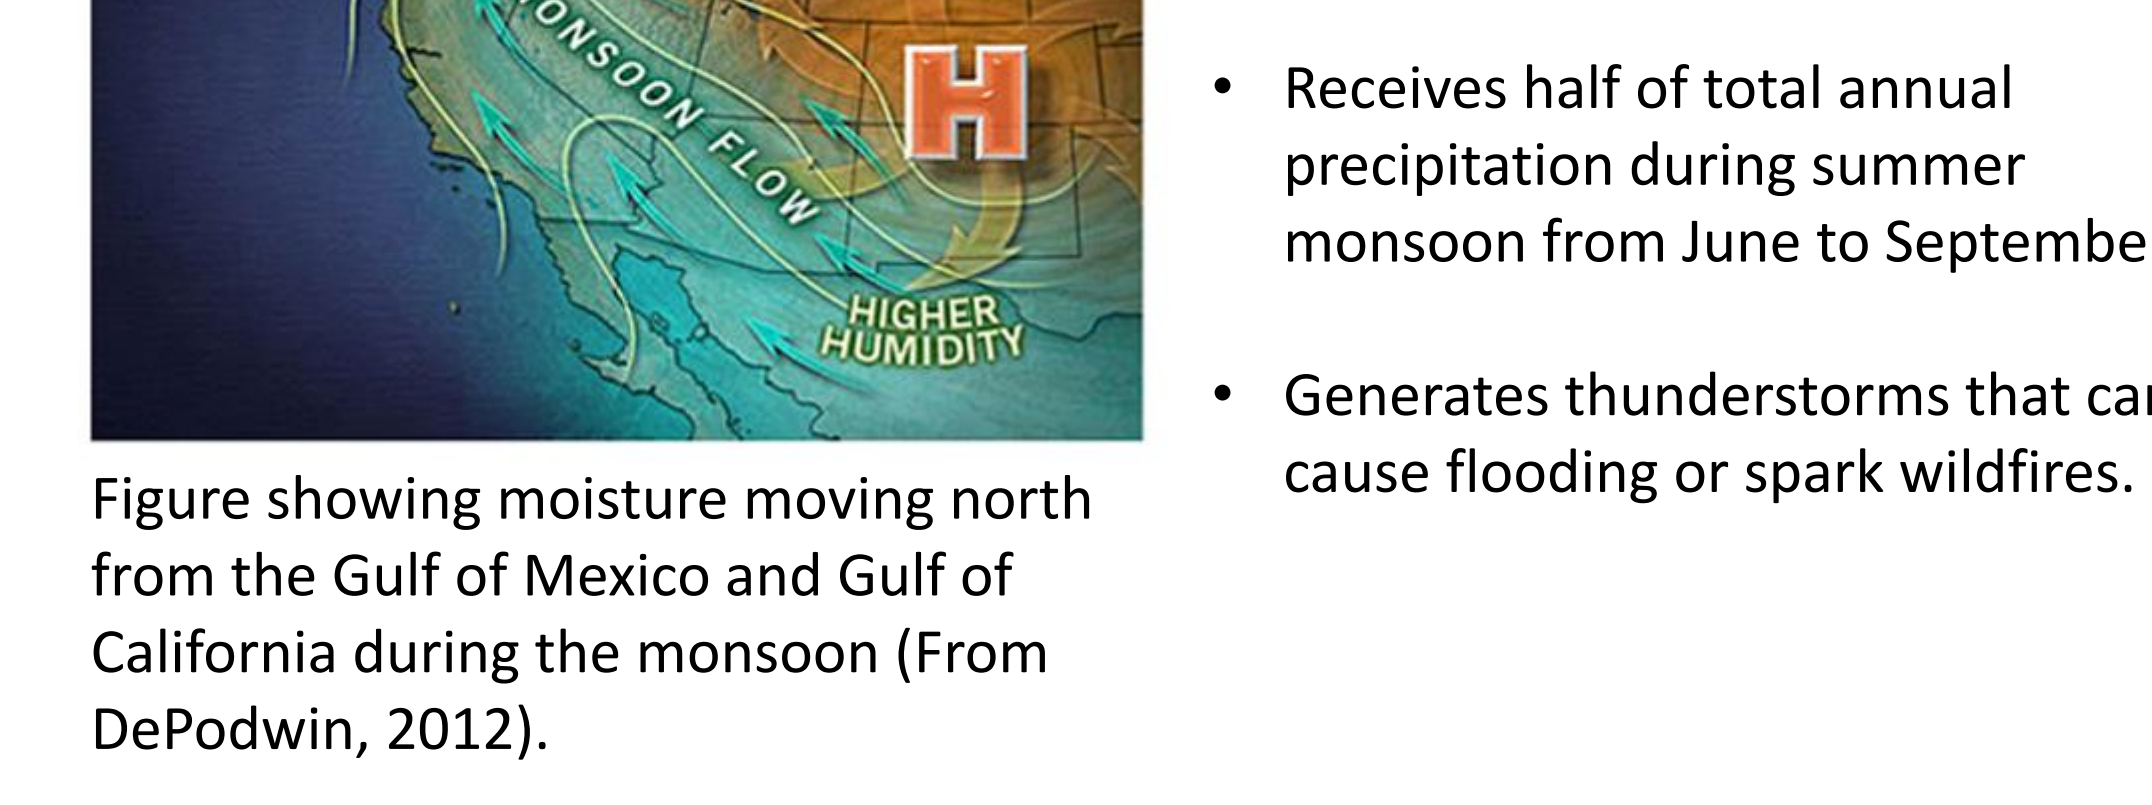 MONSOON FLOW
H
HIGHER
HUMIDITY
Figure showing moisture moving north
from the Gulf of Mexico and Gulf of
California during the monsoon (From
DePodwin, 2012).
• Receives half of total annual
precipitation during summer
monsoon from June to Septembe
• Generates thunderstorms that can
cause flooding or spark wildfires.